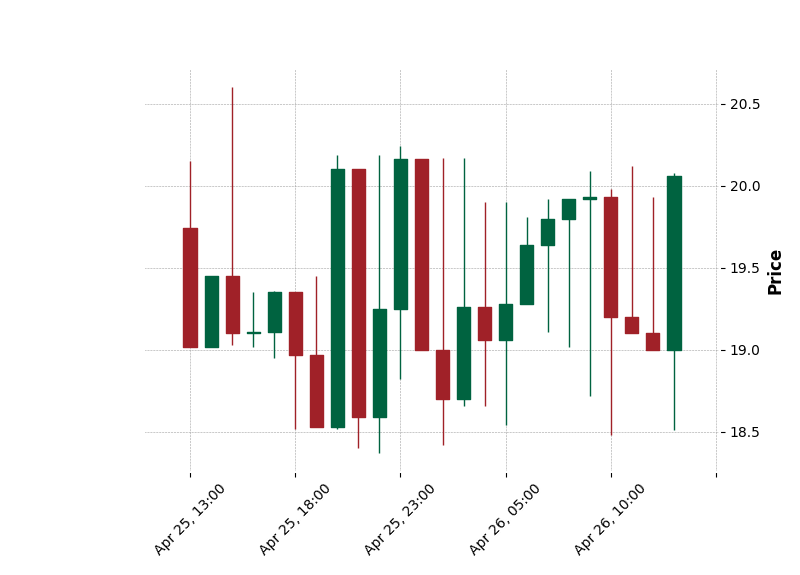 20.5
20.0
19.5
19.0
18.5
Price
Apr 25, 13:00
Apr 25, 18:00
Apr 25, 23:00
Apr 26, 05:00
Apr 26, 10:00